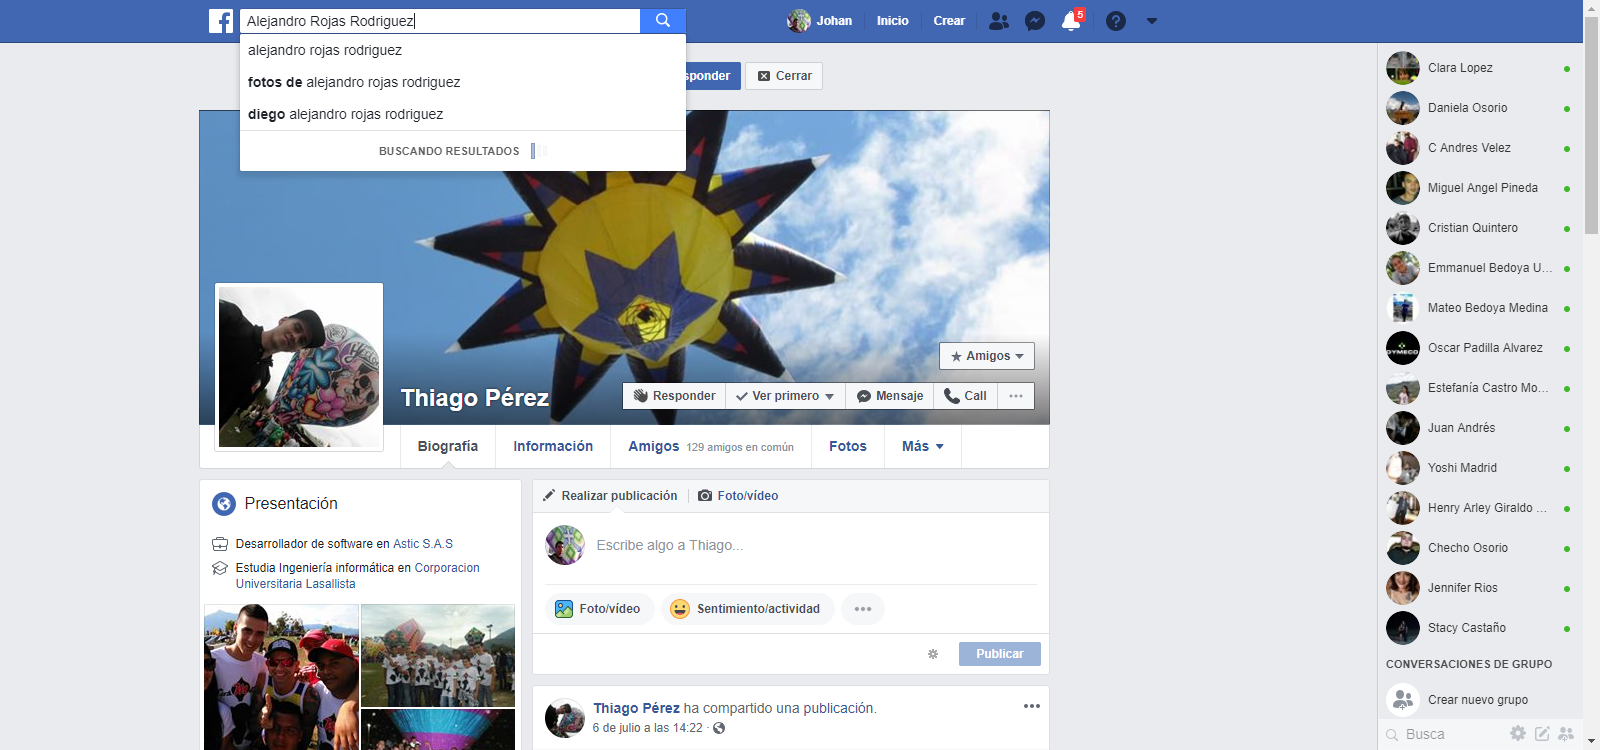 Alejandro Rojas Rodriguez
Johan
Inicio
Crear
5
alejandro rojas rodriguez
fotos de alejandro rojas rodriguez
diego alejandro rojas rodriguez
BUSCANDO RESULTADOS
sponder
Cerrar
Thiago Pérez
Amigos
Responder
Ver primero
Mensaje
Call
Biografía
Información
Amigos 129 amigos en común
Fotos
Más
Presentación
Desarrollador de software en Astic S.A.S
Estudia Ingeniería informática en Corporacion
Universitaria Lasallista
Realizar publicación
Foto/vídeo
Escribe algo a Thiago...
Foto/vídeo
Sentimiento/actividad
Publicar
Thiago Pérez ha compartido una publicación.
6 de julio a las 14:22 ·
Clara Lopez
Daniela Osorio
C Andres Velez
Miguel Angel Pineda
Cristian Quintero
Emmanuel Bedoya U...
Mateo Bedoya Medina
Oscar Padilla Alvarez
Estefanía Castro Mo...
Juan Andrés
Yoshi Madrid
Henry Arley Giraldo ...
Checho Osorio
Jennifer Rios
Stacy Castaño
CONVERSACIONES DE GRUPO
Crear nuevo grupo
Busca